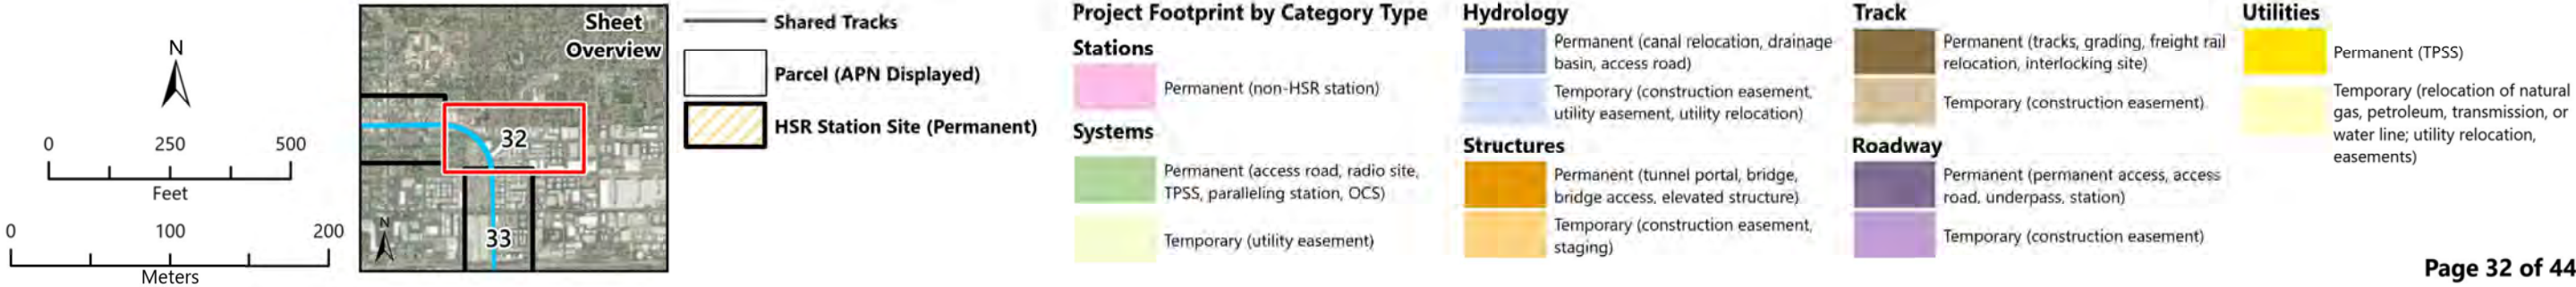 N
0 250 500
Feet
0 100 200
Meters
Sheet
Overview
32
33
N
Shared Tracks
Parcel (APN Displayed)
HSR Station Site (Permanent)
Project Footprint by Category Type
Stations
Permanent (non-HSR station)
Systems
Permanent (access road, radio site,
TPSS, paralleling station, OCS)
Temporary (utility easement)
Hydrology
Permanent (canal relocation, drainage
basin, access road)
Temporary (construction easement,
utility easement, utility relocation)
Structures
Permanent (tunnel portal, bridge,
bridge access, elevated structure)
Temporary (construction easement,
staging)
Track
Permanent (tracks, grading, freight rail
relocation, interlocking site)
Temporary (construction easement)
Roadway
Permanent (permanent access, access
road, underpass, station)
Temporary (construction easement)
Utilities
Permanent (TPSS)
Temporary (relocation of natural
gas, petroleum, transmission, or
water line; utility relocation,
easements)
Page 32 of 44